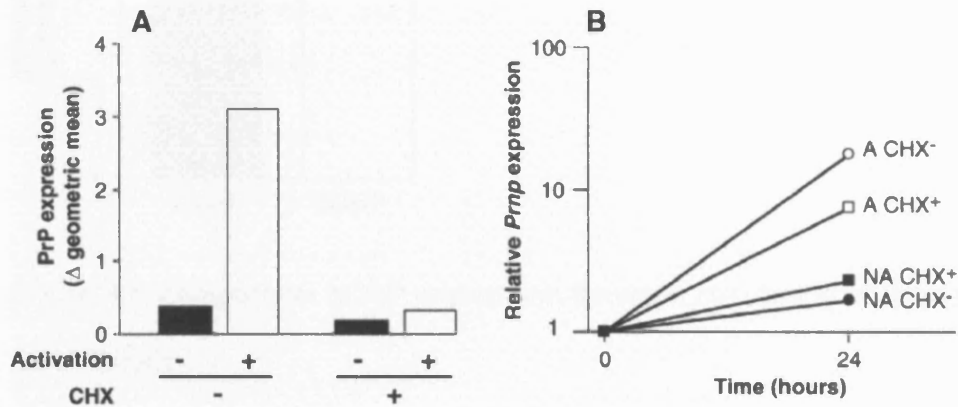 A
PrP expression
(Δ geometric mean)
4
3
2
1
0
Activation - + - +
CHX - +
B
Relative Prnp expression
100
10
1
0 24
Time (hours)
A CHX-
A CHX+
NA CHX+
NA CHX-